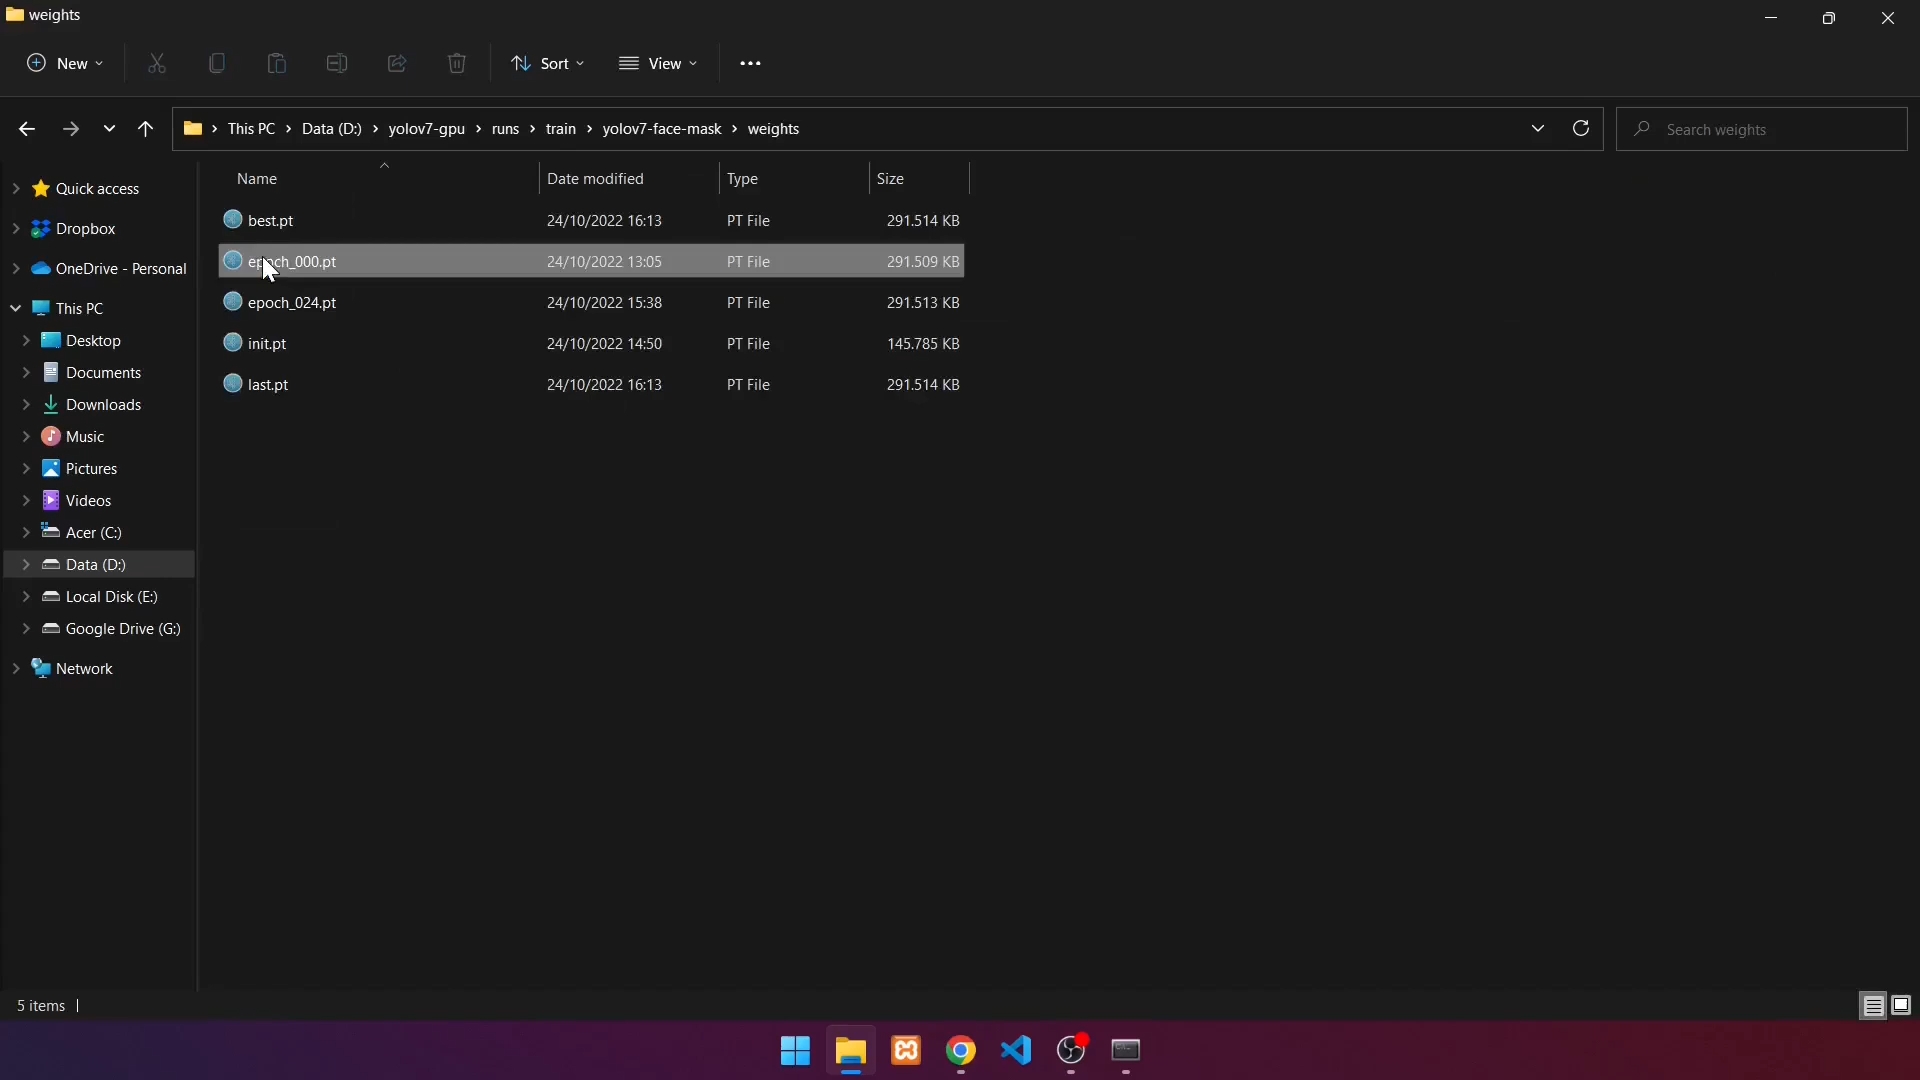 weights
New
Sort
View
This PC
Data (D:)
yolov7-gpu
runs
train
yolov7-face-mask
weights
Search weights
Quick access
Dropbox
OneDrive - Personal
This PC
Desktop
Documents
Downloads
Music
Pictures
Videos
Acer (C:)
Data (D:)
Local Disk (E:)
Google Drive (G:)
Network
Name Date modified Type Size
best.pt 24/10/2022 16:13 PT File 291.514 KB
epoch_000.pt 24/10/2022 13:05 PT File 291.509 KB
epoch_024.pt 24/10/2022 15:38 PT File 291.513 KB
init.pt 24/10/2022 14:50 PT File 145.785 KB
last.pt 24/10/2022 16:13 PT File 291.514 KB
5 items